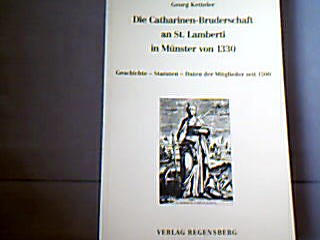 Georg Ketteler
Die Catharinen-Bruderschaft
an St. Lamberti
in Münster von 1330
Geschichte – Statuten – Daten der Mitglieder seit 1500
VERLAG REGENSBERG